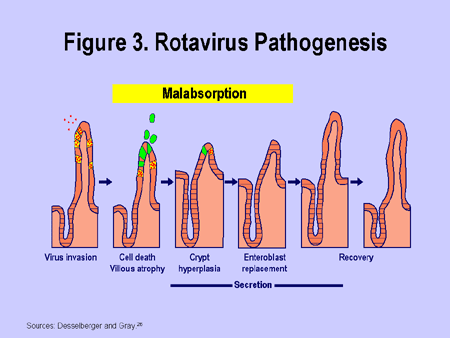 Figure 3. Rotavirus Pathogenesis
Malabsorption
Virus invasion
Cell death
Villous atrophy
Crypt
hyperplasia
Enteroblast
replacement
Recovery
Secretion
Sources: Desselberger and Gray.